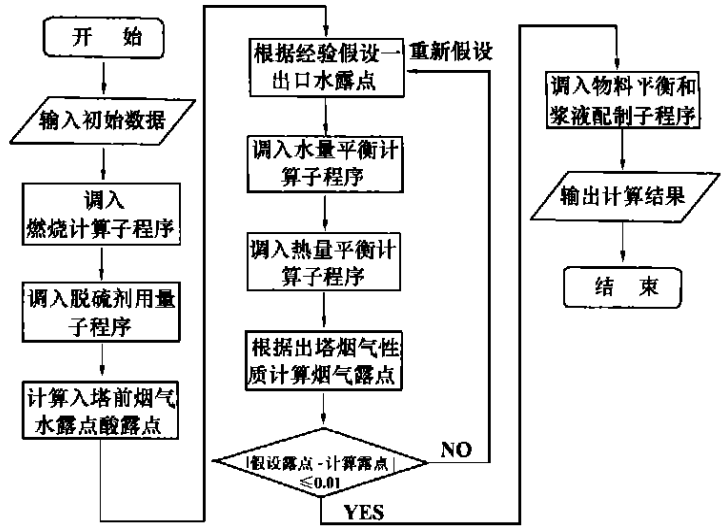 开 始
输入初始数据
调入
燃烧计算子程序
调入脱硫剂用量
子程序
计算入塔前烟气
水露点酸露点
根据经验假设一
出口水露点
重新假设
调入水量平衡计
算子程序
调入热量平衡计
算子程序
根据出塔烟气性
质计算烟气露点
|假设露点-计算露点|
≤0.01
NO
YES
调入物料平衡和
浆液配制子程序
输出计算结果
结 束